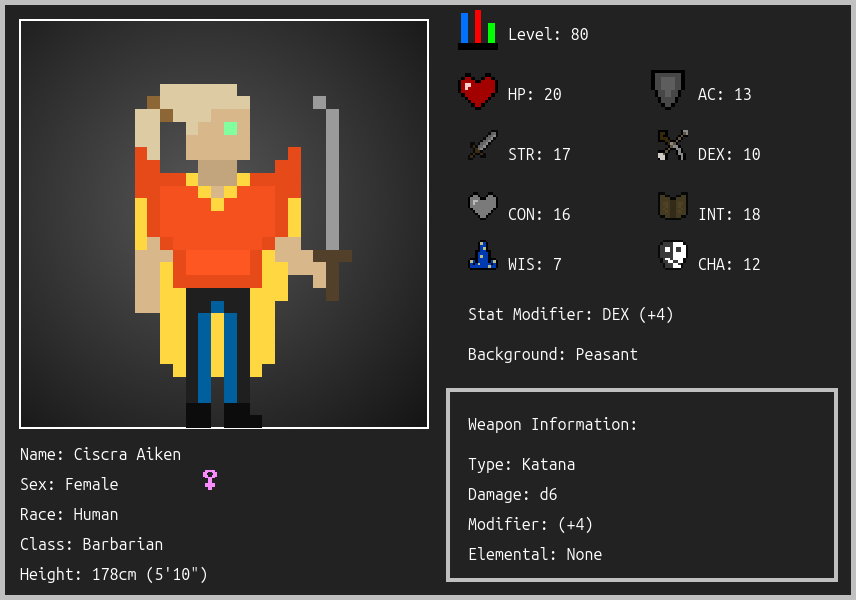 Level: 80
HP: 20
AC: 13
STR: 17
DEX: 10
CON: 16
INT: 18
WIS: 7
CHA: 12
Stat Modifier: DEX (+4)
Background: Peasant
Weapon Information:
Type: Katana
Damage: d6
Modifier: (+4)
Elemental: None
Name: Ciscra Aiken
Sex: Female
Race: Human
Class: Barbarian
Height: 178cm (5'10")